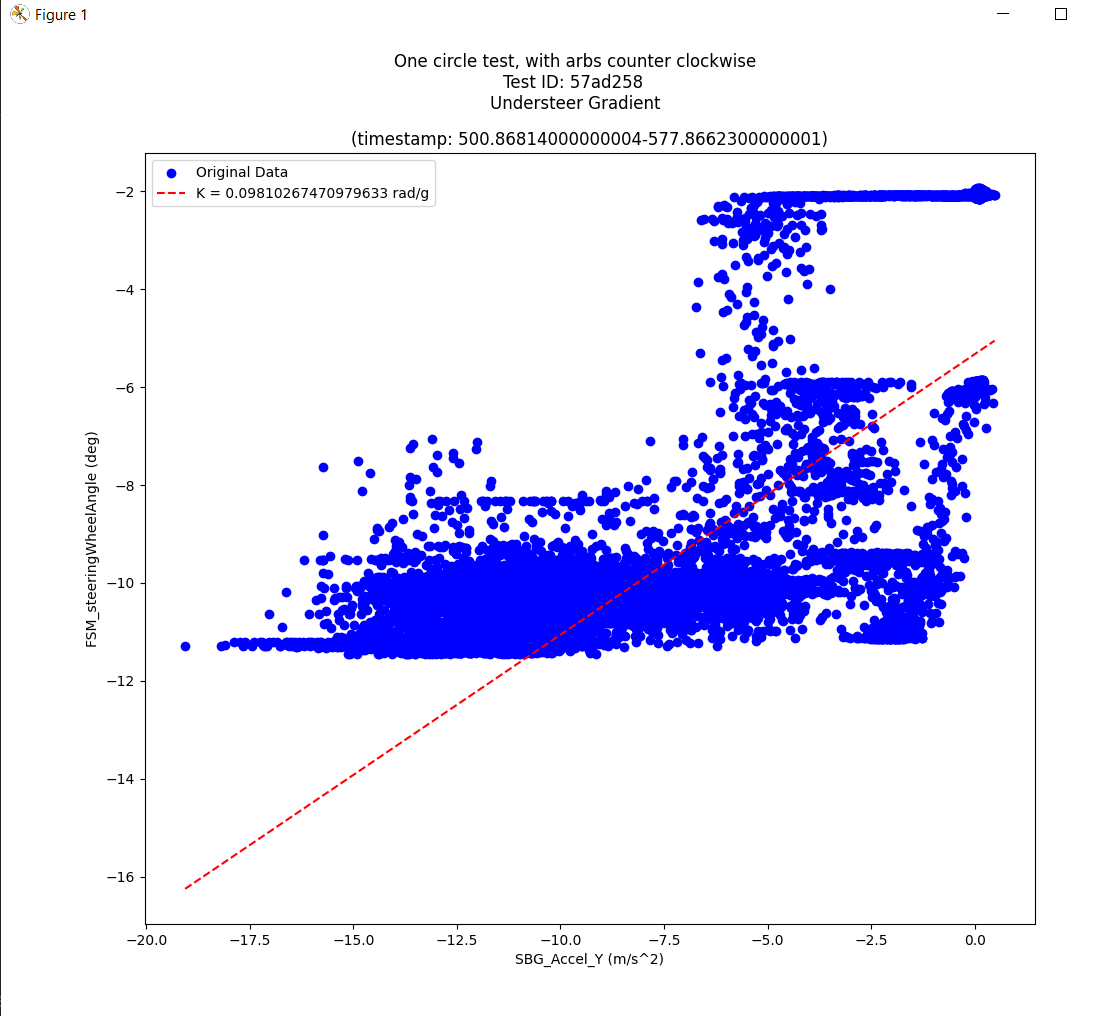 Figure 1
One circle test, with arbs counter clockwise
Test ID: 57ad258
Understeer Gradient
(timestamp: 500.86814000000004-577.8662300000001)
Original Data
K = 0.09810267470979633 rad/g
−2
−4
−6
−8
−10
−12
−14
−16
FSM_steeringWheelAngle (deg)
−20.0 −17.5 −15.0 −12.5 −10.0 −7.5 −5.0 −2.5 0.0
SBG_Accel_Y (m/s^2)